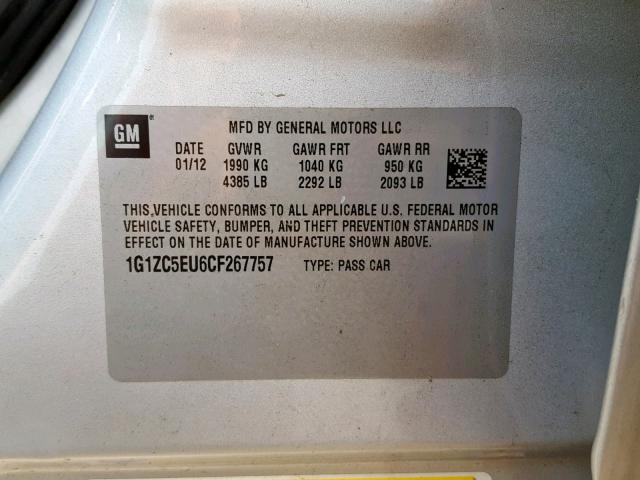 GM
MFD BY GENERAL MOTORS LLC
DATE GVWR GAWR FRT GAWR RR
01/12 1990 KG 1040 KG 950 KG
4385 LB 2292 LB 2093 LB
THIS VEHICLE CONFORMS TO ALL APPLICABLE U.S. FEDERAL MOTOR
VEHICLE SAFETY, BUMPER, AND THEFT PREVENTION STANDARDS IN
EFFECT ON THE DATE OF MANUFACTURE SHOWN ABOVE.
1G1ZC5EU6CF267757 TYPE: PASS CAR